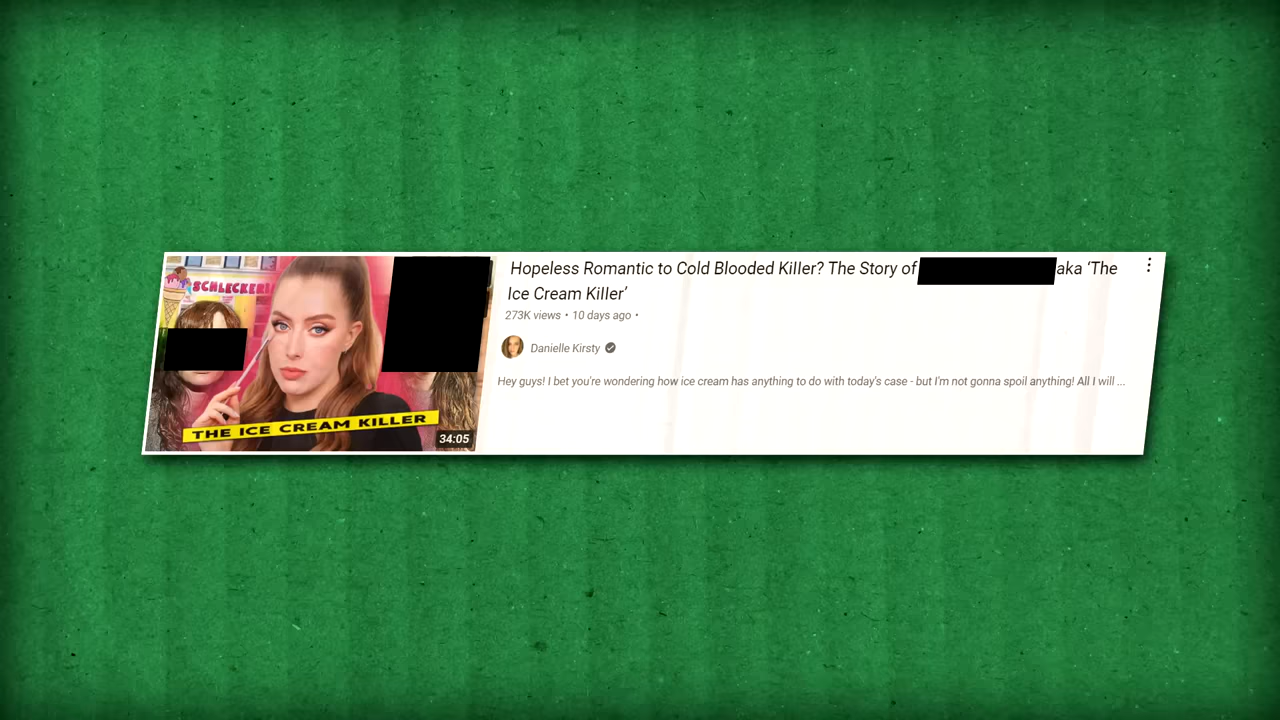 Hopeless Romantic to Cold Blooded Killer? The Story of aka ‘The
Ice Cream Killer’
273K views • 10 days ago •
Danielle Kirsty
Hey guys! I bet you're wondering how ice cream has anything to do with today's case - but I'm not gonna spoil anything! All I will ...
SCHLECKERI
THE ICE CREAM KILLER
34:05